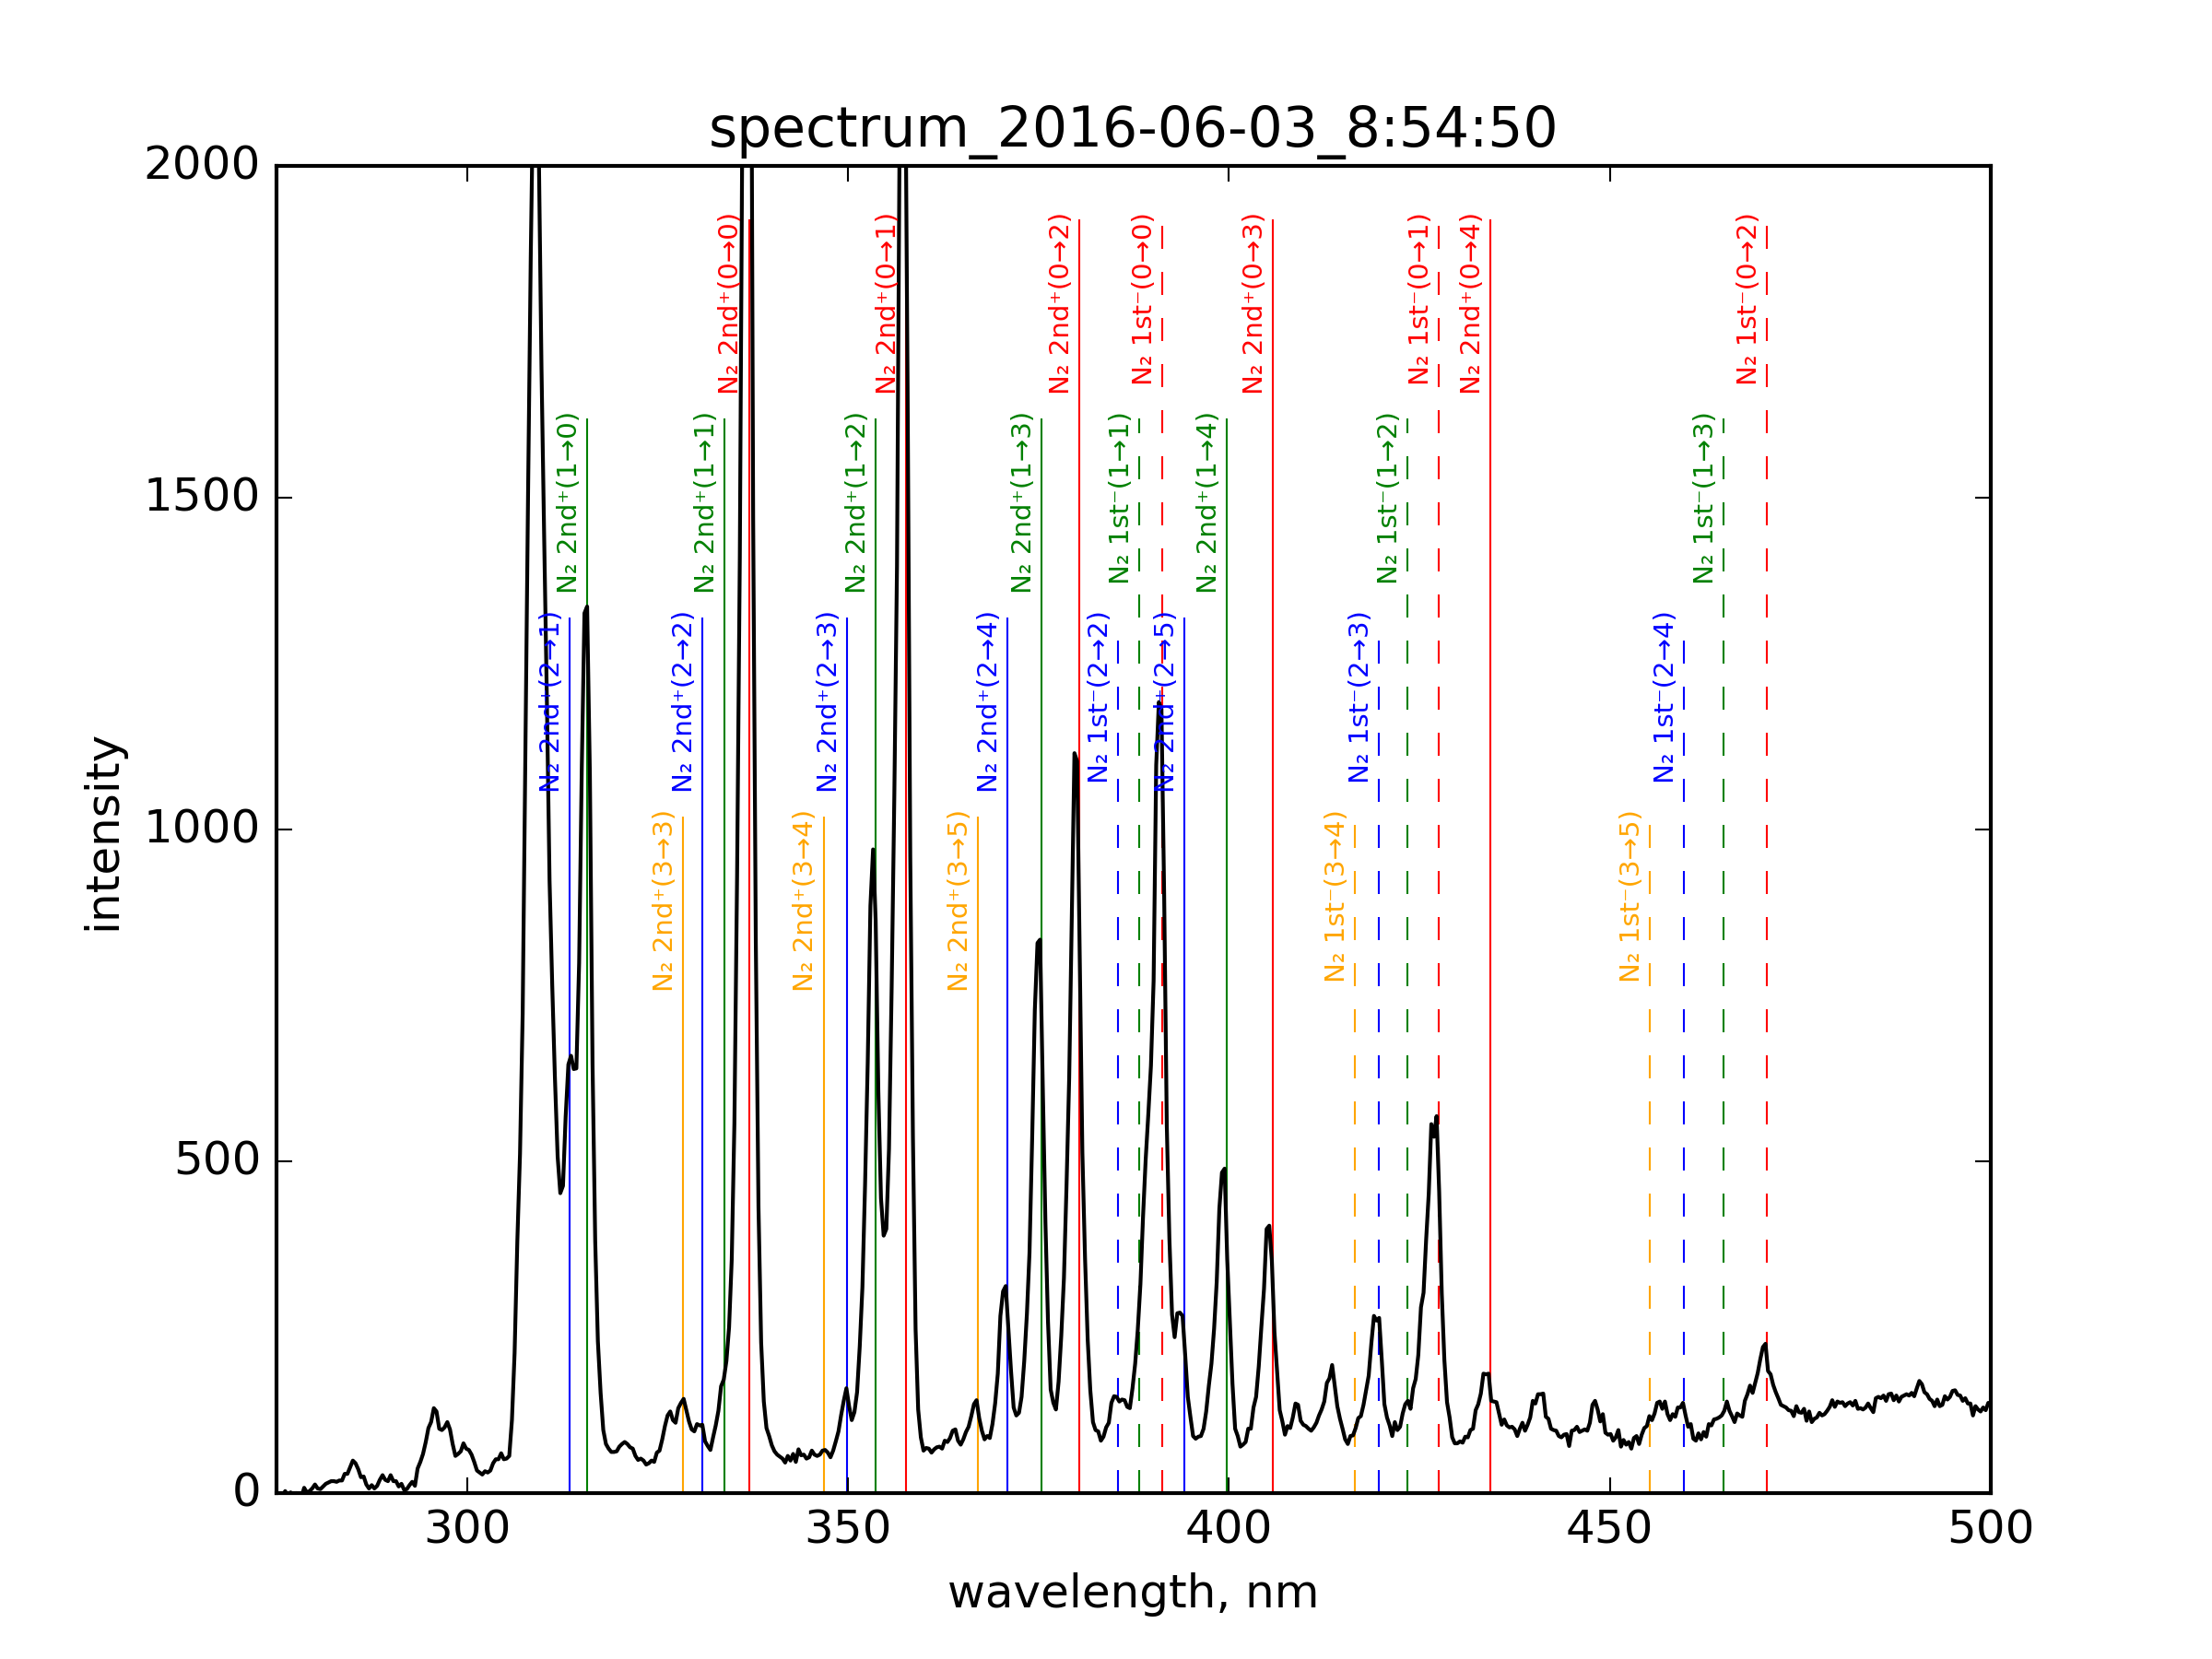 spectrum_2016-06-03_8:54:50
2000
1500
1000
500
0
intensity
N₂ 2nd⁺(0→0)
N₂ 2nd⁺(0→1)
N₂ 2nd⁺(0→2)
N₂ 1st⁻(0→0)
N₂ 2nd⁺(0→3)
N₂ 1st⁻(0→1)
N₂ 2nd⁺(0→4)
N₂ 1st⁻(0→2)
N₂ 2nd⁺(1→0)
N₂ 2nd⁺(1→1)
N₂ 2nd⁺(1→2)
N₂ 2nd⁺(1→3)
N₂ 1st⁻(1→1)
N₂ 2nd⁺(1→4)
N₂ 1st⁻(1→2)
N₂ 1st⁻(1→3)
N₂ 2nd⁺(2→1)
N₂ 2nd⁺(2→2)
N₂ 2nd⁺(2→3)
N₂ 2nd⁺(2→4)
N₂ 1st⁻(2→2)
N₂ 2nd⁺(2→5)
N₂ 1st⁻(2→3)
N₂ 1st⁻(2→4)
N₂ 2nd⁺(3→3)
N₂ 2nd⁺(3→4)
N₂ 2nd⁺(3→5)
N₂ 1st⁻(3→4)
N₂ 1st⁻(3→5)
300 350 400 450 500
wavelength, nm